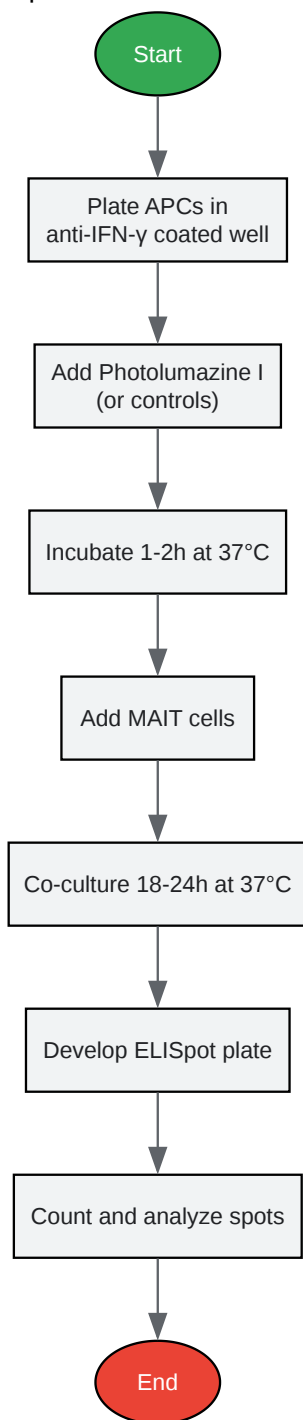 Start
Plate APCs in
anti-IFN-γ coated well
Add Photolumazine I
(or controls)
Incubate 1-2h at 37°C
Add MAIT cells
Co-culture 18-24h at 37°C
Develop ELISpot plate
Count and analyze spots
End